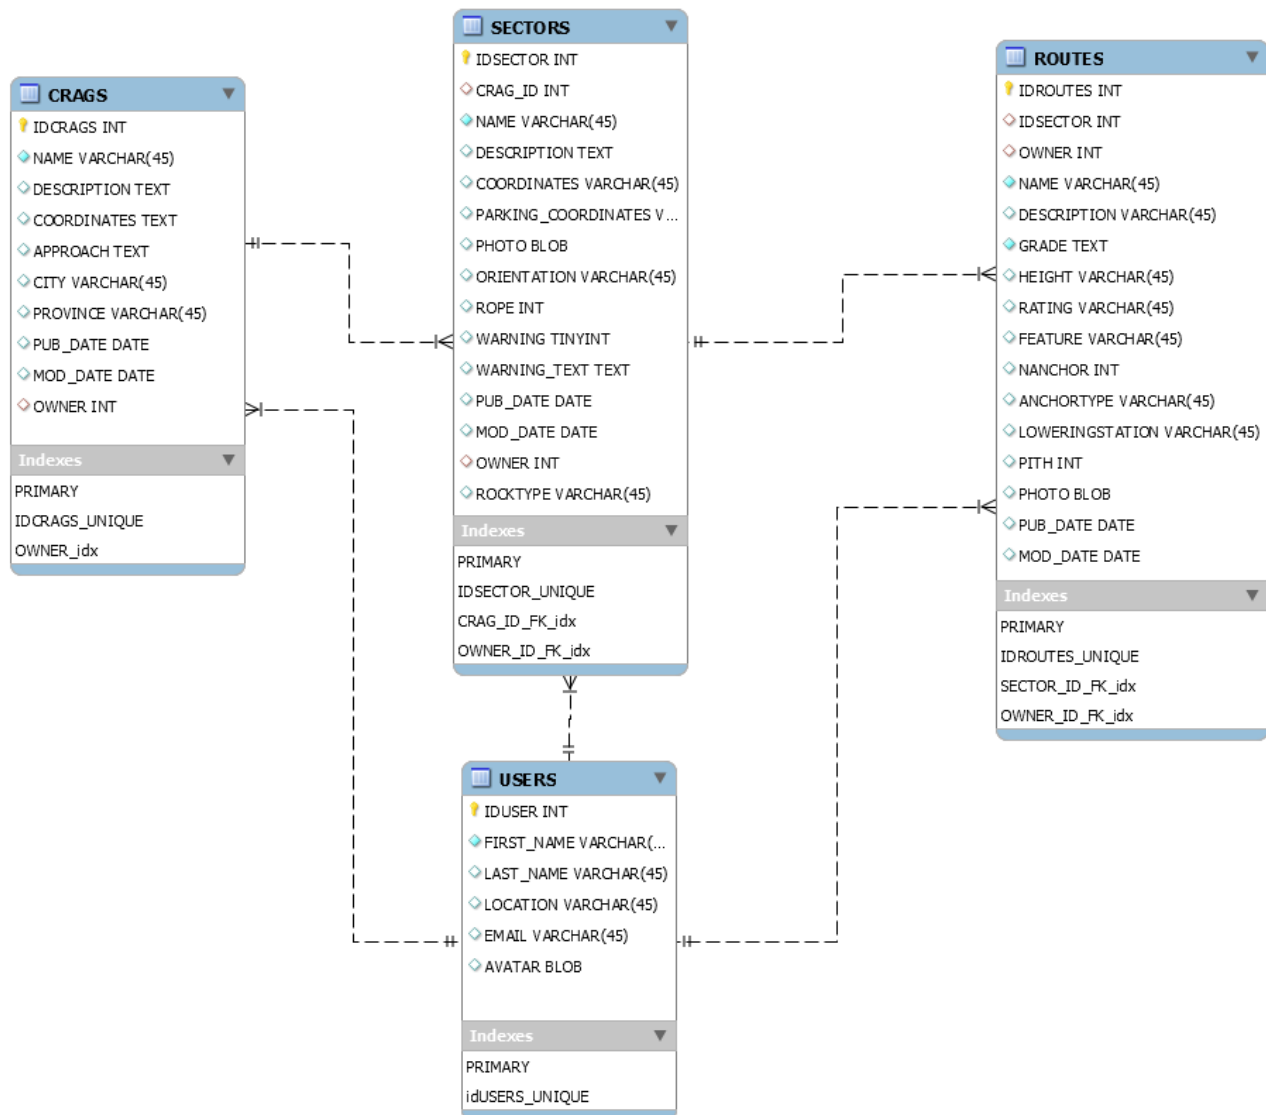 CRAGS
IDCRAGS INT
NAME VARCHAR(45)
DESCRIPTION TEXT
COORDINATES TEXT
APPROACH TEXT
CITY VARCHAR(45)
PROVINCE VARCHAR(45)
PUB_DATE DATE
MOD_DATE DATE
OWNER INT
Indexes
PRIMARY
IDCRAGS_UNIQUE
OWNER_idx
SECTORS
IDSECTOR INT
CRAG_ID INT
NAME VARCHAR(45)
DESCRIPTION TEXT
COORDINATES VARCHAR(45)
PARKING_COORDINATES V...
PHOTO BLOB
ORIENTATION VARCHAR(45)
ROPE INT
WARNING TINYINT
WARNING_TEXT TEXT
PUB_DATE DATE
MOD_DATE DATE
OWNER INT
ROCKTYPE VARCHAR(45)
Indexes
PRIMARY
IDSECTOR_UNIQUE
CRAG_ID_FK_idx
OWNER_ID_FK_idx
ROUTES
IDROUTES INT
IDSECTOR INT
OWNER INT
NAME VARCHAR(45)
DESCRIPTION VARCHAR(45)
GRADE TEXT
HEIGHT VARCHAR(45)
RATING VARCHAR(45)
FEATURE VARCHAR(45)
NANCHOR INT
ANCHORTYPE VARCHAR(45)
LOWERINGSTATION VARCHAR(45)
PITH INT
PHOTO BLOB
PUB_DATE DATE
MOD_DATE DATE
Indexes
PRIMARY
IDROUTES_UNIQUE
SECTOR_ID_FK_idx
OWNER_ID_FK_idx
USERS
IDUSER INT
FIRST_NAME VARCHAR(...
LAST_NAME VARCHAR(45)
LOCATION VARCHAR(45)
EMAIL VARCHAR(45)
AVATAR BLOB
Indexes
PRIMARY
idUSERS_UNIQUE